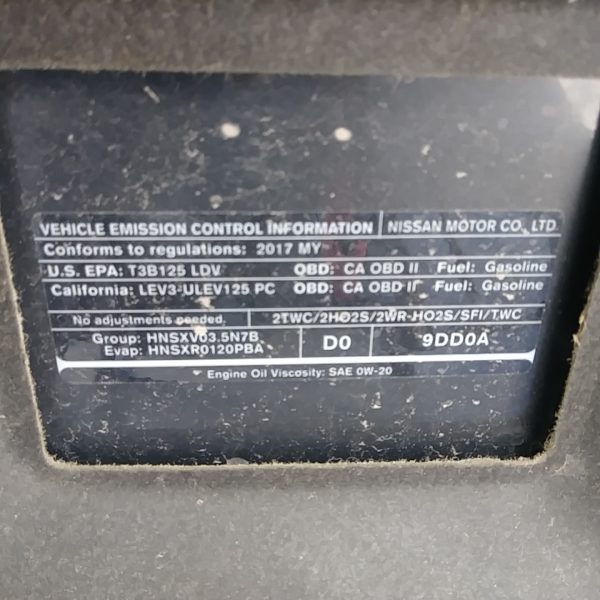 VEHICLE EMISSION CONTROL INFORMATION NISSAN MOTOR CO., LTD.
Conforms to regulations: 2017 MY
U.S. EPA: T3B125 LDV OBD: CA OBD II Fuel: Gasoline
California: LEV3-ULEV125 PC OBD: CA OBD II Fuel: Gasoline
No adjustments needed. 2TWC/2HO2S/2WR-HO2S/SFI/TWC
Group: HNSXV03.5N7B
Evap: HNSXR0120PBA D0 9DD0A
Engine Oil Viscosity: SAE 0W-20